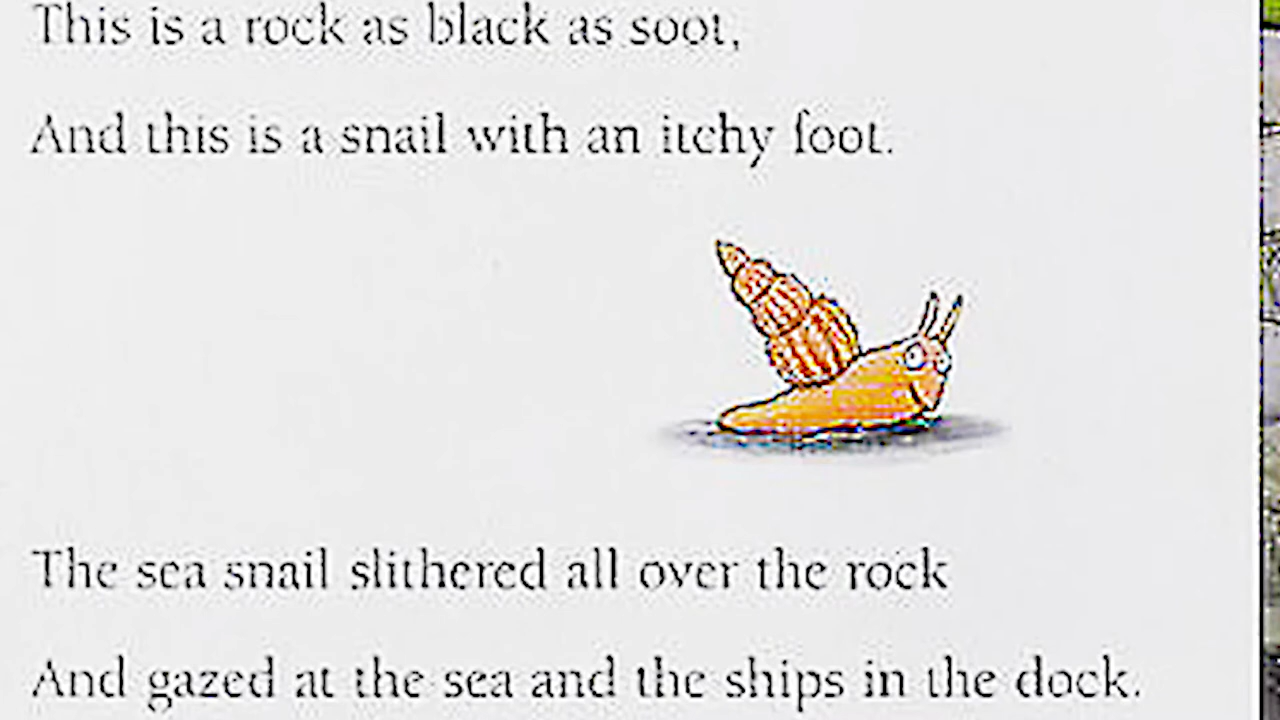 This is a rock as black as soot,
And this is a snail with an itchy foot.
The sea snail slithered all over the rock
And gazed at the sea and the ships in the dock.